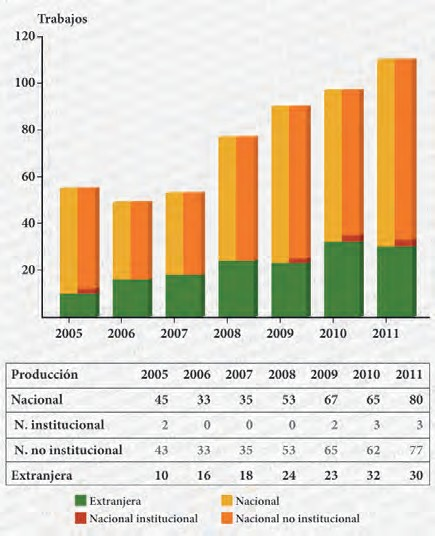 Trabajos
120
100
80
60
40
20
2005 2006 2007 2008 2009 2010 2011
Producción 2005 2006 2007 2008 2009 2010 2011
Nacional 45 33 35 53 67 65 80
N. institucional 2 0 0 0 2 3 3
N. no institucional 43 33 35 53 65 62 77
Extranjera 10 16 18 24 23 32 30
Extranjera Nacional
Nacional institucional Nacional no institucional